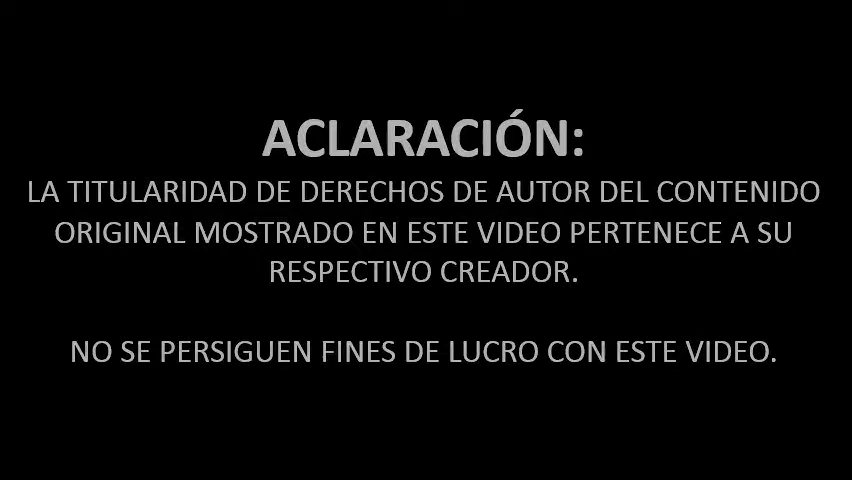 ACLARACIÓN:
LA TITULARIDAD DE DERECHOS DE AUTOR DEL CONTENIDO
ORIGINAL MOSTRADO EN ESTE VIDEO PERTENECE A SU
RESPECTIVO CREADOR.
NO SE PERSIGUEN FINES DE LUCRO CON ESTE VIDEO.